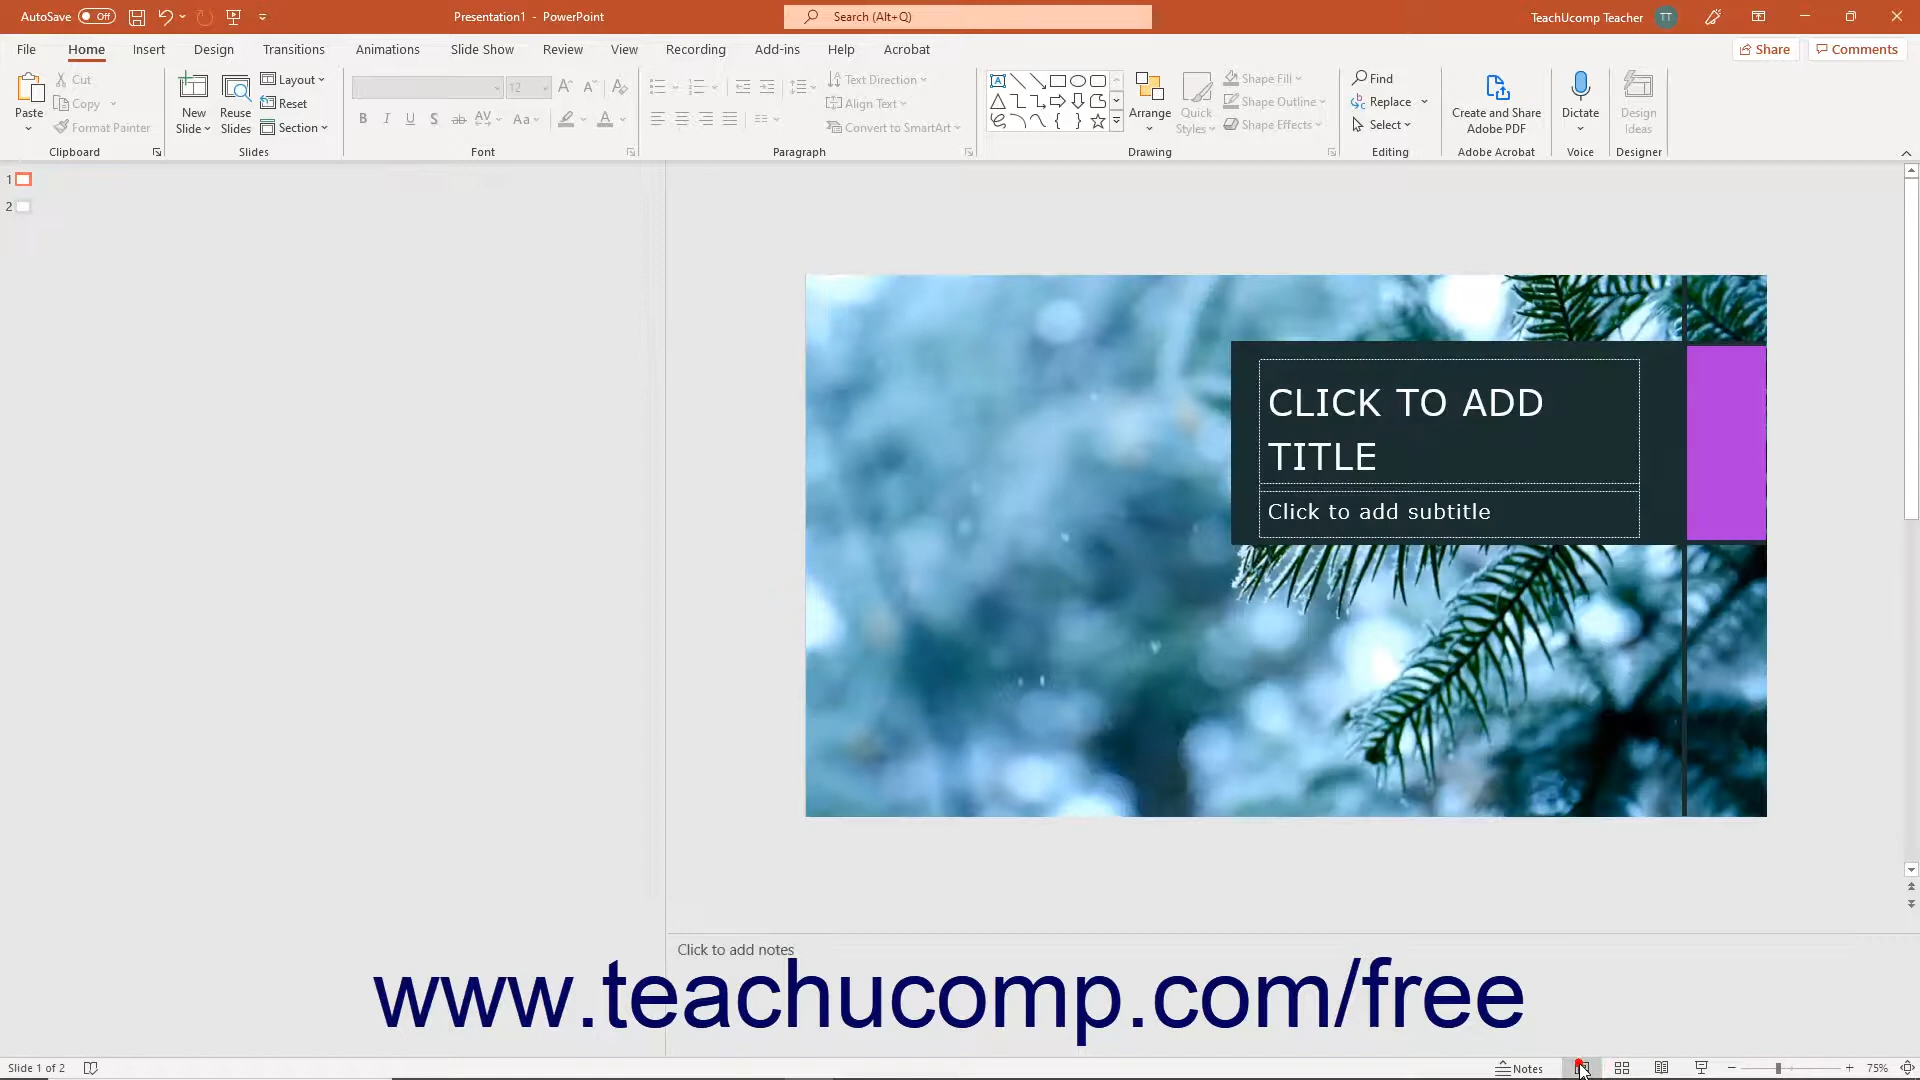 AutoSave Off Presentation1 - PowerPoint Search (Alt+Q) TeachUcomp Teacher TT
File Home Insert Design Transitions Animations Slide Show Review View Recording Add-ins Help Acrobat Share Comments
Paste
Cut
Copy
Format Painter
Clipboard
New Slide
Reuse Slides
Layout
Reset
Section
Slides
12
B I U S ab AV Aa A
Font
Text Direction
Align Text
Convert to SmartArt
Paragraph
Arrange
Quick Styles
Shape Fill
Shape Outline
Shape Effects
Drawing
Find
Replace
Select
Editing
Create and Share Adobe PDF
Adobe Acrobat
Dictate
Voice
Design Ideas
Designer
1
2
CLICK TO ADD
TITLE
Click to add subtitle
Click to add notes
www.teachucomp.com/free
Slide 1 of 2 Notes 75%